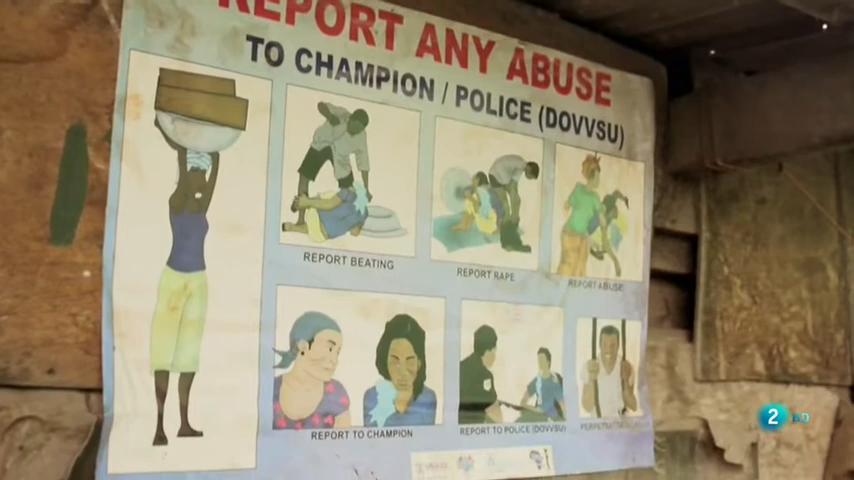 REPORT ANY ABUSE
TO CHAMPION / POLICE (DOVVSU)
REPORT BEATING
REPORT RAPE
REPORT ABUSE
REPORT TO CHAMPION
REPORT TO POLICE (DOVVSU)
2